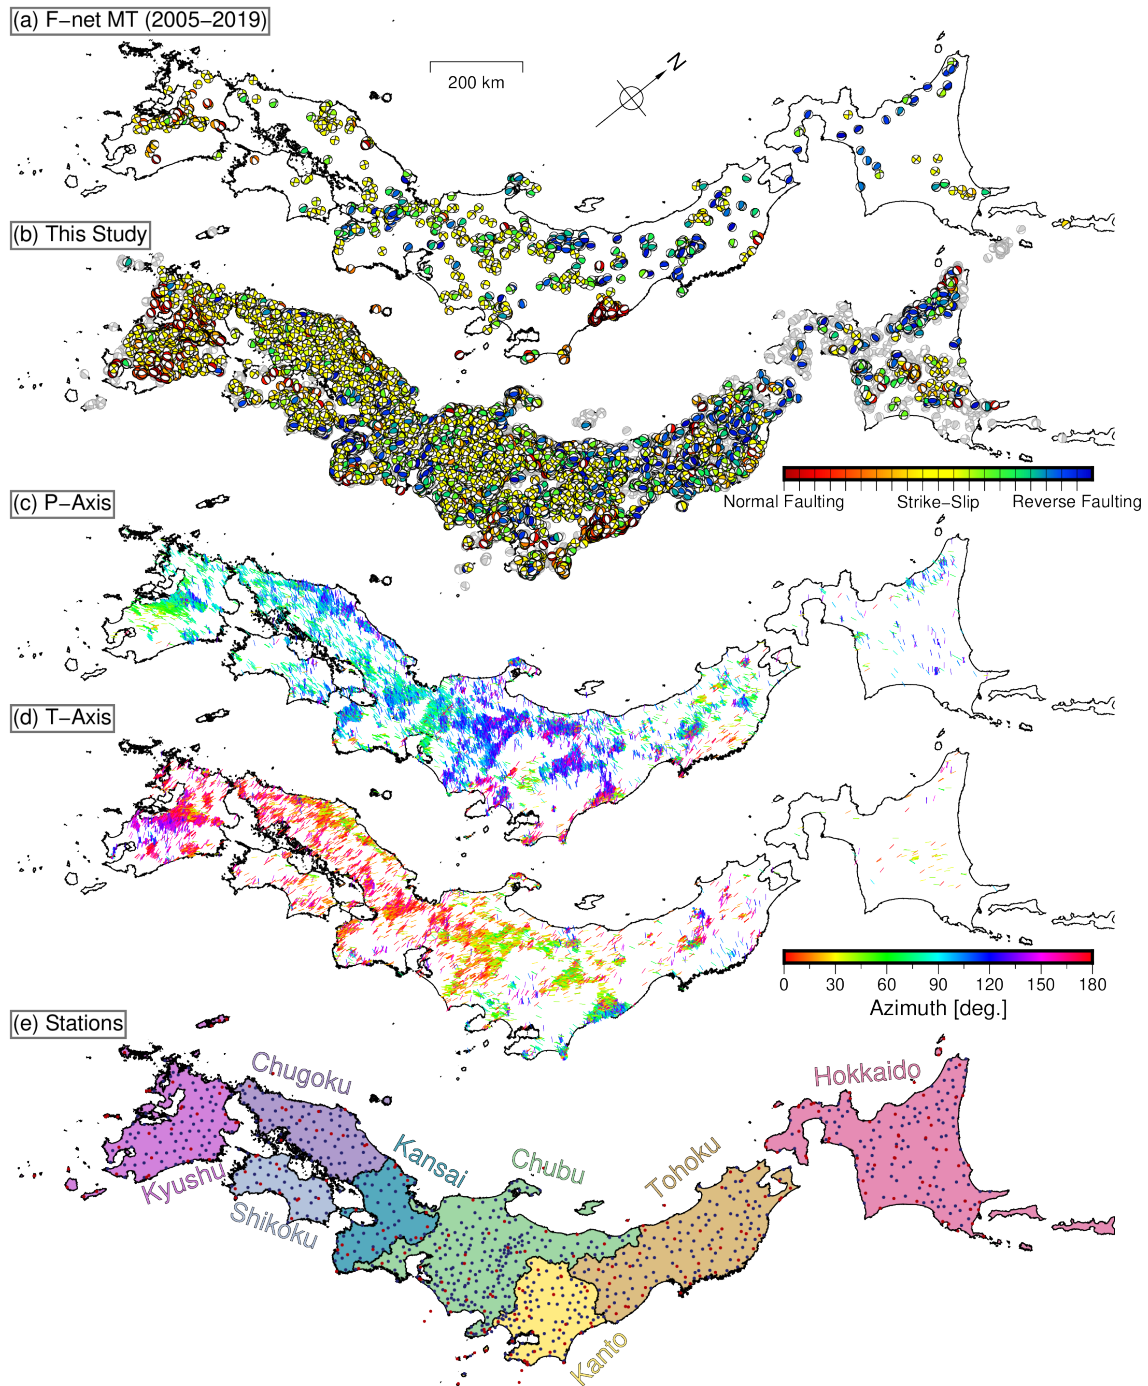 (a) F−net MT (2005−2019)
N
200 km
(b) This Study
Normal Faulting Strike−Slip Reverse Faulting
(c) P−Axis
(d) T−Axis
0 30 60 90 120 150 180
Azimuth [deg.]
(e) Stations
Chugoku
Hokkaido
Kansai
Chubu
Tohoku
Kyushu
Shikoku
Kanto